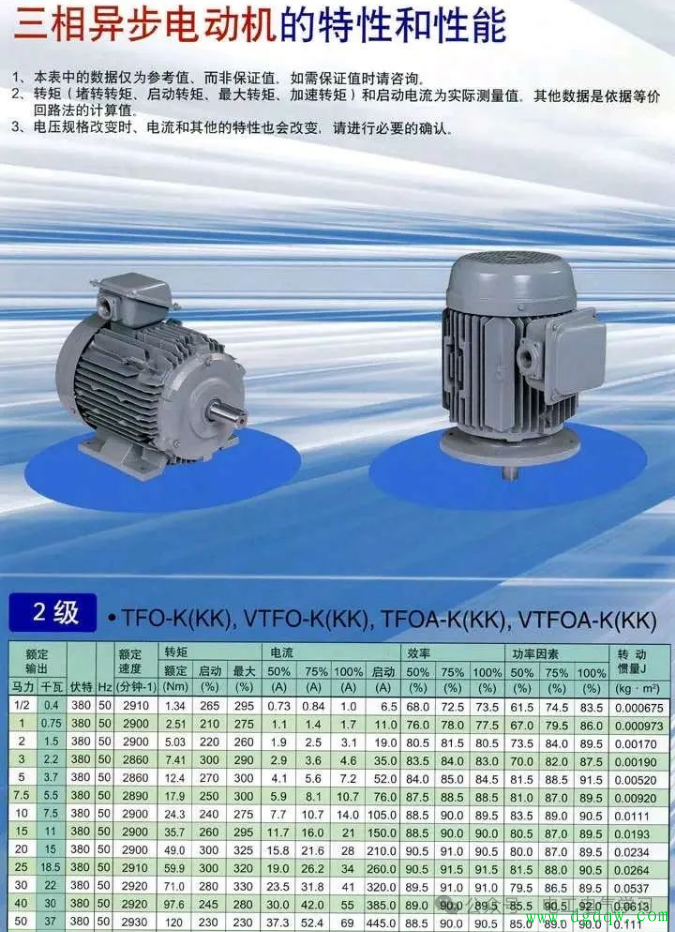 三相异步电动机的特性和性能
1、本表中的数据仅为参考值、而非保证值. 如需保证值时请咨询.
2、转矩(堵转转矩、启动转矩、最大转矩、加速转矩)和启动电流为实际测量值. 其他数据是依据等价
回路法的计算值.
3、电压规格改变时、电流和其他的特性也会改变. 请进行必要的确认.
2级 • TFO-K(KK), VTFO-K(KK), TFOA-K(KK), VTFOA-K(KK)
额定输出 伏特 Hz 额定速度 (分钟-1) 转矩 电流 效率 功率因素 转动惯量J
马力 千瓦 额定 (Nm) 启动 (%) 最大 (%) 50% (A) 75% (A) 100% (A) 启动 (A) 50% (%) 75% (%) 100% (%) 50% (%) 75% (%) 100% (%) (kg·m²)
1/2 0.4 380 50 2910 1.34 265 295 0.73 0.84 1.0 6.5 68.0 72.5 73.5 61.5 74.5 83.5 0.000675
1 0.75 380 50 2900 2.51 210 275 1.1 1.4 1.7 11.0 76.0 78.0 77.5 67.0 79.5 86.0 0.000973
2 1.5 380 50 2900 5.03 220 260 1.9 2.5 3.1 19.0 80.5 81.5 80.5 73.5 84.0 89.5 0.00170
3 2.2 380 50 2860 7.41 300 290 2.9 3.6 4.6 35.0 83.5 84.0 83.0 70.0 82.0 87.5 0.00190
5 3.7 380 50 2860 12.4 270 300 4.1 5.6 7.2 52.0 84.0 85.0 84.5 81.5 88.5 91.5 0.00520
7.5 5.5 380 50 2890 17.9 250 300 5.9 8.1 10.7 76.0 87.5 88.5 88.5 81.0 87.0 89.5 0.00920
10 7.5 380 50 2900 24.3 240 275 7.7 10.7 14.0 105.0 88.5 90.0 89.5 83.5 89.0 90.5 0.0111
15 11 380 50 2900 35.7 260 295 11.7 16.0 21 150.0 88.5 90.0 90.0 80.5 87.0 89.5 0.0193
20 15 380 50 2900 49.0 300 325 15.8 21.6 28 210.0 90.5 91.5 90.5 80.0 87.0 89.5 0.0234
25 18.5 380 50 2910 59.9 300 320 19.0 26.2 34 260.0 90.5 91.5 91.5 81.5 88.0 90.5 0.0264
30 22 380 50 2920 71.0 280 330 23.5 31.8 41 320.0 89.5 91.0 91.0 79.5 86.5 89.5 0.0537
40 30 380 50 2920 97.6 245 280 30.0 42.0 55 385.0 89.0 90.0 89.5 85.5 90.5 92.0 0.0613
50 37 380 50 2930 120 230 230 37.3 52.4 69 445.0 88.5 90.0 90.0 85.0 89.0 90.5 0.111
公众号 · 电工电气学习
www.dgdqw.com